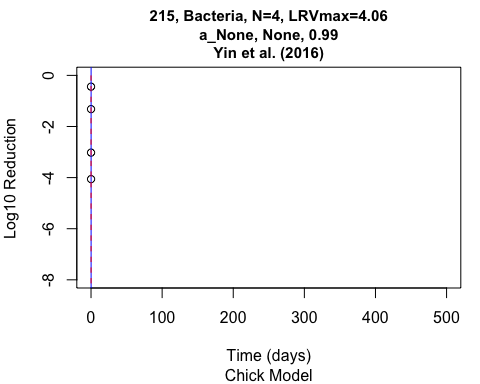 215, Bacteria, N=4, LRVmax=4.06
a_None, None, 0.99
Yin et al. (2016)
Log10 Reduction
0
-2
-4
-6
-8
0 100 200 300 400 500
Time (days)
Chick Model